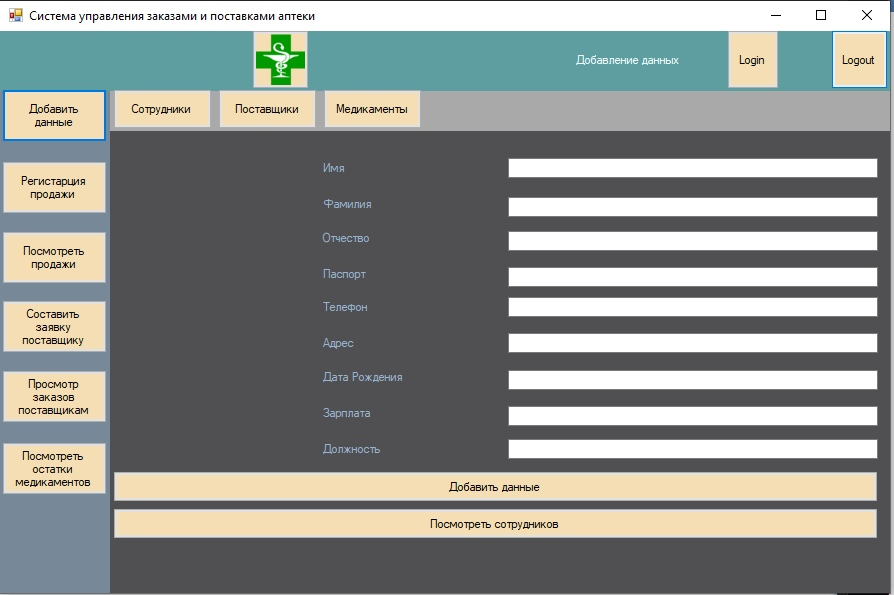 Система управления заказами и поставками аптеки
Добавление данных
Login
Logout
Добавить
данные
Сотрудники
Поставщики
Медикаменты
Регистарция
продажи
Посмотреть
продажи
Составить
заявку
поставщику
Просмотр
заказов
поставщикам
Посмотреть
остатки
медикаментов
Имя
Фамилия
Отчество
Паспорт
Телефон
Адрес
Дата Рождения
Зарплата
Должность
Добавить данные
Посмотреть сотрудников